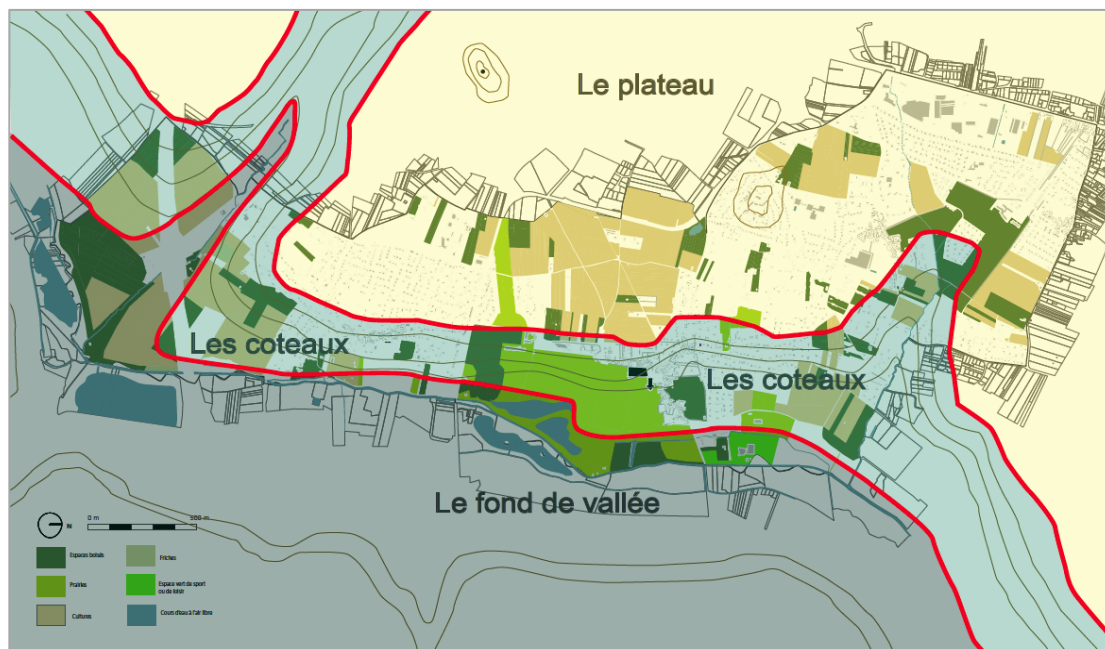 Le plateau
Les coteaux
Les coteaux
Le fond de vallée
N
0 m
500 m
Espaces boisés
Friches
Prairies
Espace vert de sport
ou de loisir
Cultures
Cours d'eau à l'air libre